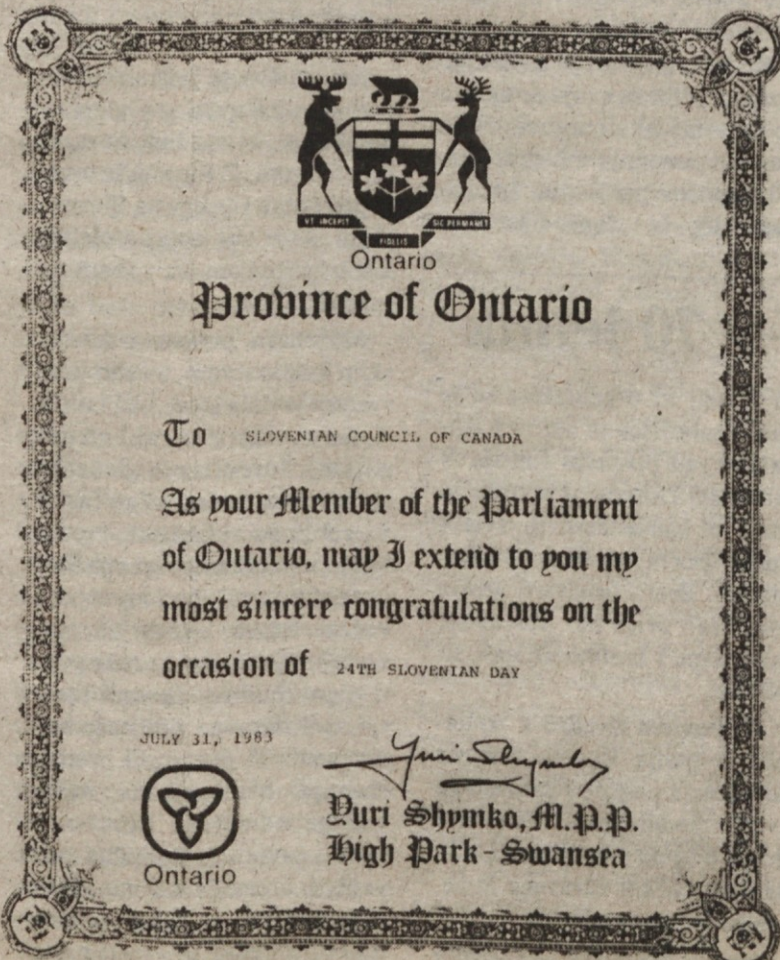 VT INCEPIT
SIC PERMANET
FIDELIS
Ontario
Province of Ontario
To SLOVENIAN COUNCIL OF CANADA
As your Member of the Parliament
of Ontario, may I extend to you my
most sincere congratulations on the
occasion of 24TH SLOVENIAN DAY
JULY 31, 1983
Yuri Shymko
Yuri Shymko, M.P.P.
High Park-Swansea
Ontario